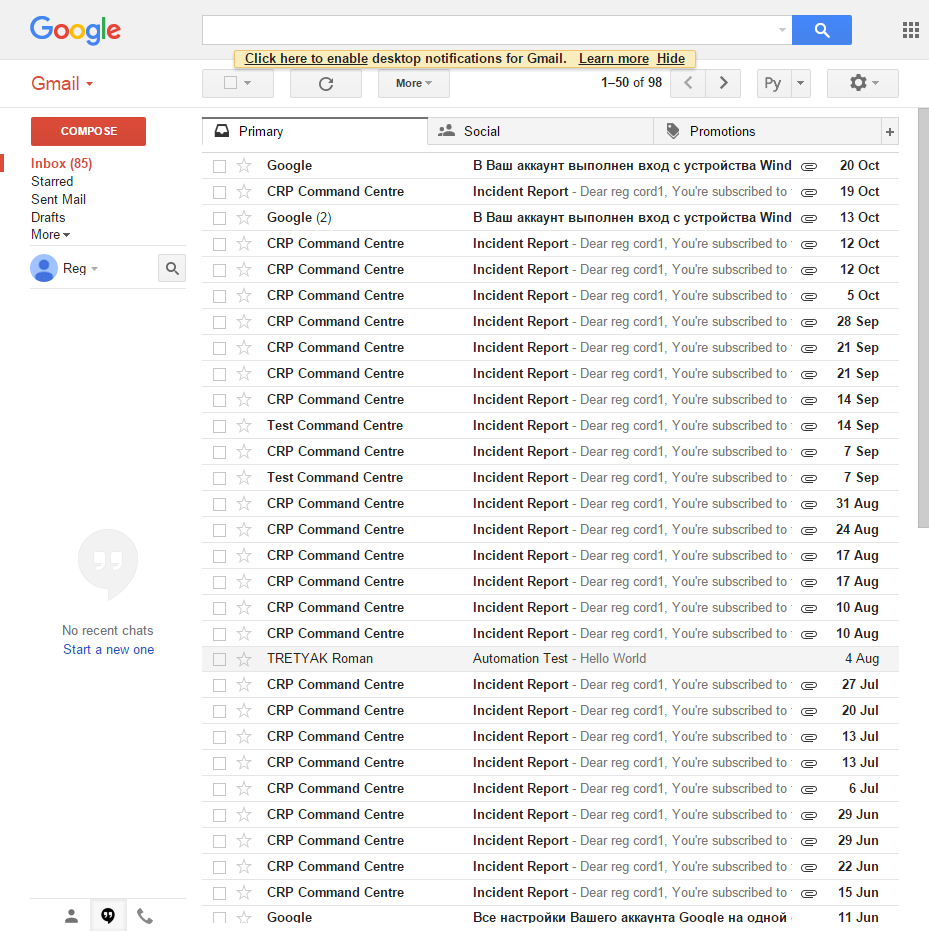 Google
Click here to enable desktop notifications for Gmail. Learn more Hide
Gmail
More
1–50 of 98
Ру
COMPOSE
Inbox (85)
Starred
Sent Mail
Drafts
More
Reg
No recent chats
Start a new one
Primary
Social
Promotions
+
Google В Ваш аккаунт выполнен вход с устройства Wind 20 Oct
CRP Command Centre Incident Report - Dear reg cord1, You're subscribed to 19 Oct
Google (2) В Ваш аккаунт выполнен вход с устройства Wind 13 Oct
CRP Command Centre Incident Report - Dear reg cord1, You're subscribed to 12 Oct
CRP Command Centre Incident Report - Dear reg cord1, You're subscribed to 12 Oct
CRP Command Centre Incident Report - Dear reg cord1, You're subscribed to 5 Oct
CRP Command Centre Incident Report - Dear reg cord1, You're subscribed to 28 Sep
CRP Command Centre Incident Report - Dear reg cord1, You're subscribed to 21 Sep
CRP Command Centre Incident Report - Dear reg cord1, You're subscribed to 21 Sep
CRP Command Centre Incident Report - Dear reg cord1, You're subscribed to 14 Sep
Test Command Centre Incident Report - Dear reg cord1, You're subscribed to 14 Sep
CRP Command Centre Incident Report - Dear reg cord1, You're subscribed to 7 Sep
Test Command Centre Incident Report - Dear reg cord1, You're subscribed to 7 Sep
CRP Command Centre Incident Report - Dear reg cord1, You're subscribed to 31 Aug
CRP Command Centre Incident Report - Dear reg cord1, You're subscribed to 24 Aug
CRP Command Centre Incident Report - Dear reg cord1, You're subscribed to 17 Aug
CRP Command Centre Incident Report - Dear reg cord1, You're subscribed to 17 Aug
CRP Command Centre Incident Report - Dear reg cord1, You're subscribed to 10 Aug
CRP Command Centre Incident Report - Dear reg cord1, You're subscribed to 10 Aug
TRETYAK Roman Automation Test - Hello World 4 Aug
CRP Command Centre Incident Report - Dear reg cord1, You're subscribed to 27 Jul
CRP Command Centre Incident Report - Dear reg cord1, You're subscribed to 20 Jul
CRP Command Centre Incident Report - Dear reg cord1, You're subscribed to 13 Jul
CRP Command Centre Incident Report - Dear reg cord1, You're subscribed to 13 Jul
CRP Command Centre Incident Report - Dear reg cord1, You're subscribed to 6 Jul
CRP Command Centre Incident Report - Dear reg cord1, You're subscribed to 29 Jun
CRP Command Centre Incident Report - Dear reg cord1, You're subscribed to 29 Jun
CRP Command Centre Incident Report - Dear reg cord1, You're subscribed to 22 Jun
CRP Command Centre Incident Report - Dear reg cord1, You're subscribed to 15 Jun
Google Все настройки Вашего аккаунта Google на одной 11 Jun